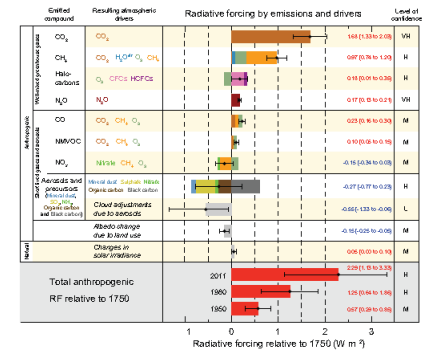 Emitted compound
Resulting atmospheric drivers
Radiative forcing by emissions and drivers
Level of confidence
Anthropogenic
Well-mixed greenhouse gases
CO₂
CO₂
1.68 [1.33 to 2.03]
VH
CH₄
CO₂ H₂Oˢᵗʳ O₃ CH₄
0.97 [0.74 to 1.20]
H
Halo-carbons
O₃ CFCs HCFCs
0.18 [0.01 to 0.35]
H
N₂O
N₂O
0.17 [0.13 to 0.21]
VH
Short lived gases and aerosols
CO
CO₂ CH₄ O₃
0.23 [0.16 to 0.30]
M
NMVOC
CO₂ CH₄ O₃
0.10 [0.05 to 0.15]
M
NOₓ
Nitrate CH₄ O₃
-0.15 [-0.34 to 0.03]
M
Aerosols and precursors
(Mineral dust,
SO₂, NH₃,
Organic carbon
and Black carbon)
Mineral dust Sulphate Nitrate
Organic carbon Black carbon
-0.27 [-0.77 to 0.23]
H
Cloud adjustments due to aerosols
-0.55 [-1.33 to -0.06]
L
Albedo change due to land use
-0.15 [-0.25 to -0.05]
M
Natural
Changes in solar irradiance
0.05 [0.00 to 0.10]
M
Total anthropogenic
RF relative to 1750
2011
2.29 [1.13 to 3.33]
H
1980
1.25 [0.64 to 1.86]
H
1950
0.57 [0.29 to 0.85]
M
-1 0 1 2 3
Radiative forcing relative to 1750 (W m⁻²)